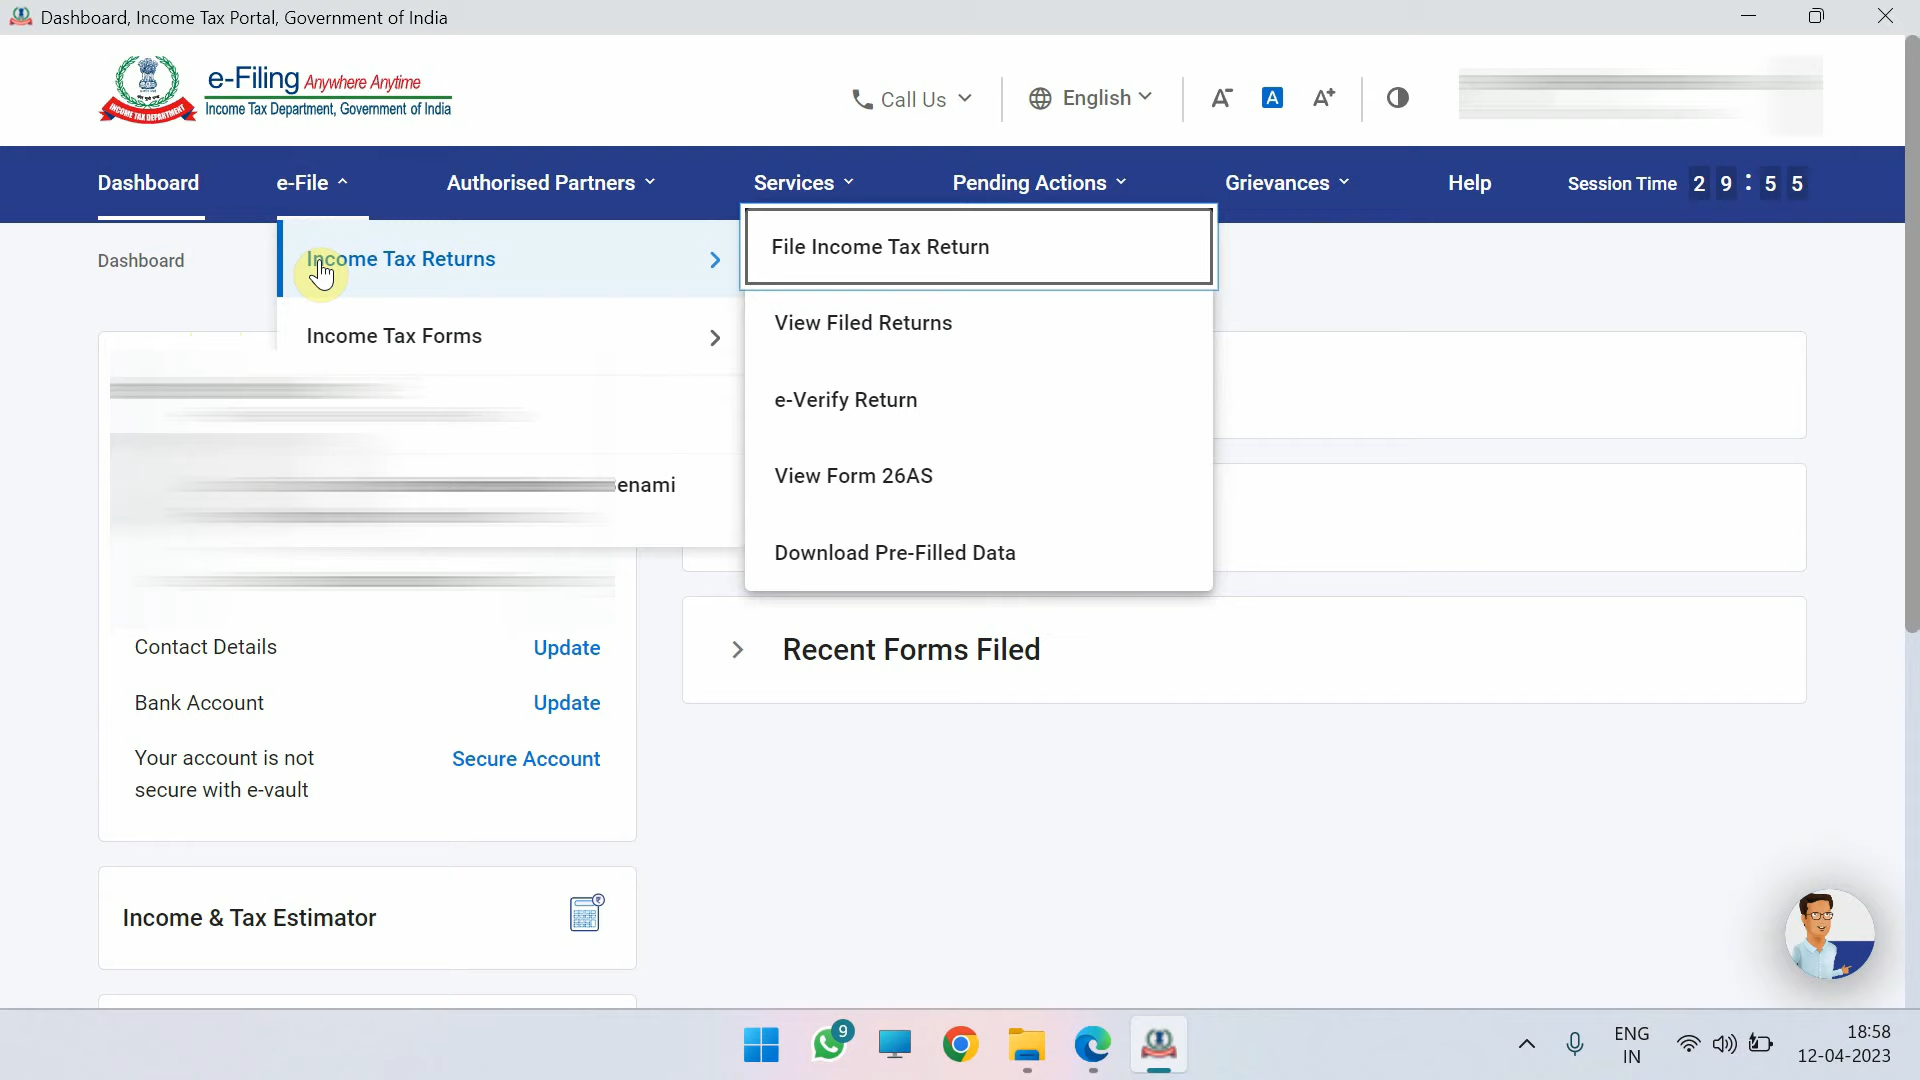 Dashboard, Income Tax Portal, Government of India
e-Filing Anywhere Anytime
Income Tax Department, Government of India
INCOME TAX DEPARTMENT
Call Us
English
A-
A
A+
Dashboard
e-File
Authorised Partners
Services
Pending Actions
Grievances
Help
Session Time 29:55
Dashboard
Income Tax Returns
Income Tax Forms
enami
File Income Tax Return
View Filed Returns
e-Verify Return
View Form 26AS
Download Pre-Filled Data
Recent Forms Filed
Contact Details
Update
Bank Account
Update
Your account is not
secure with e-vault
Secure Account
Income & Tax Estimator
9
ENG
IN
18:58
12-04-2023